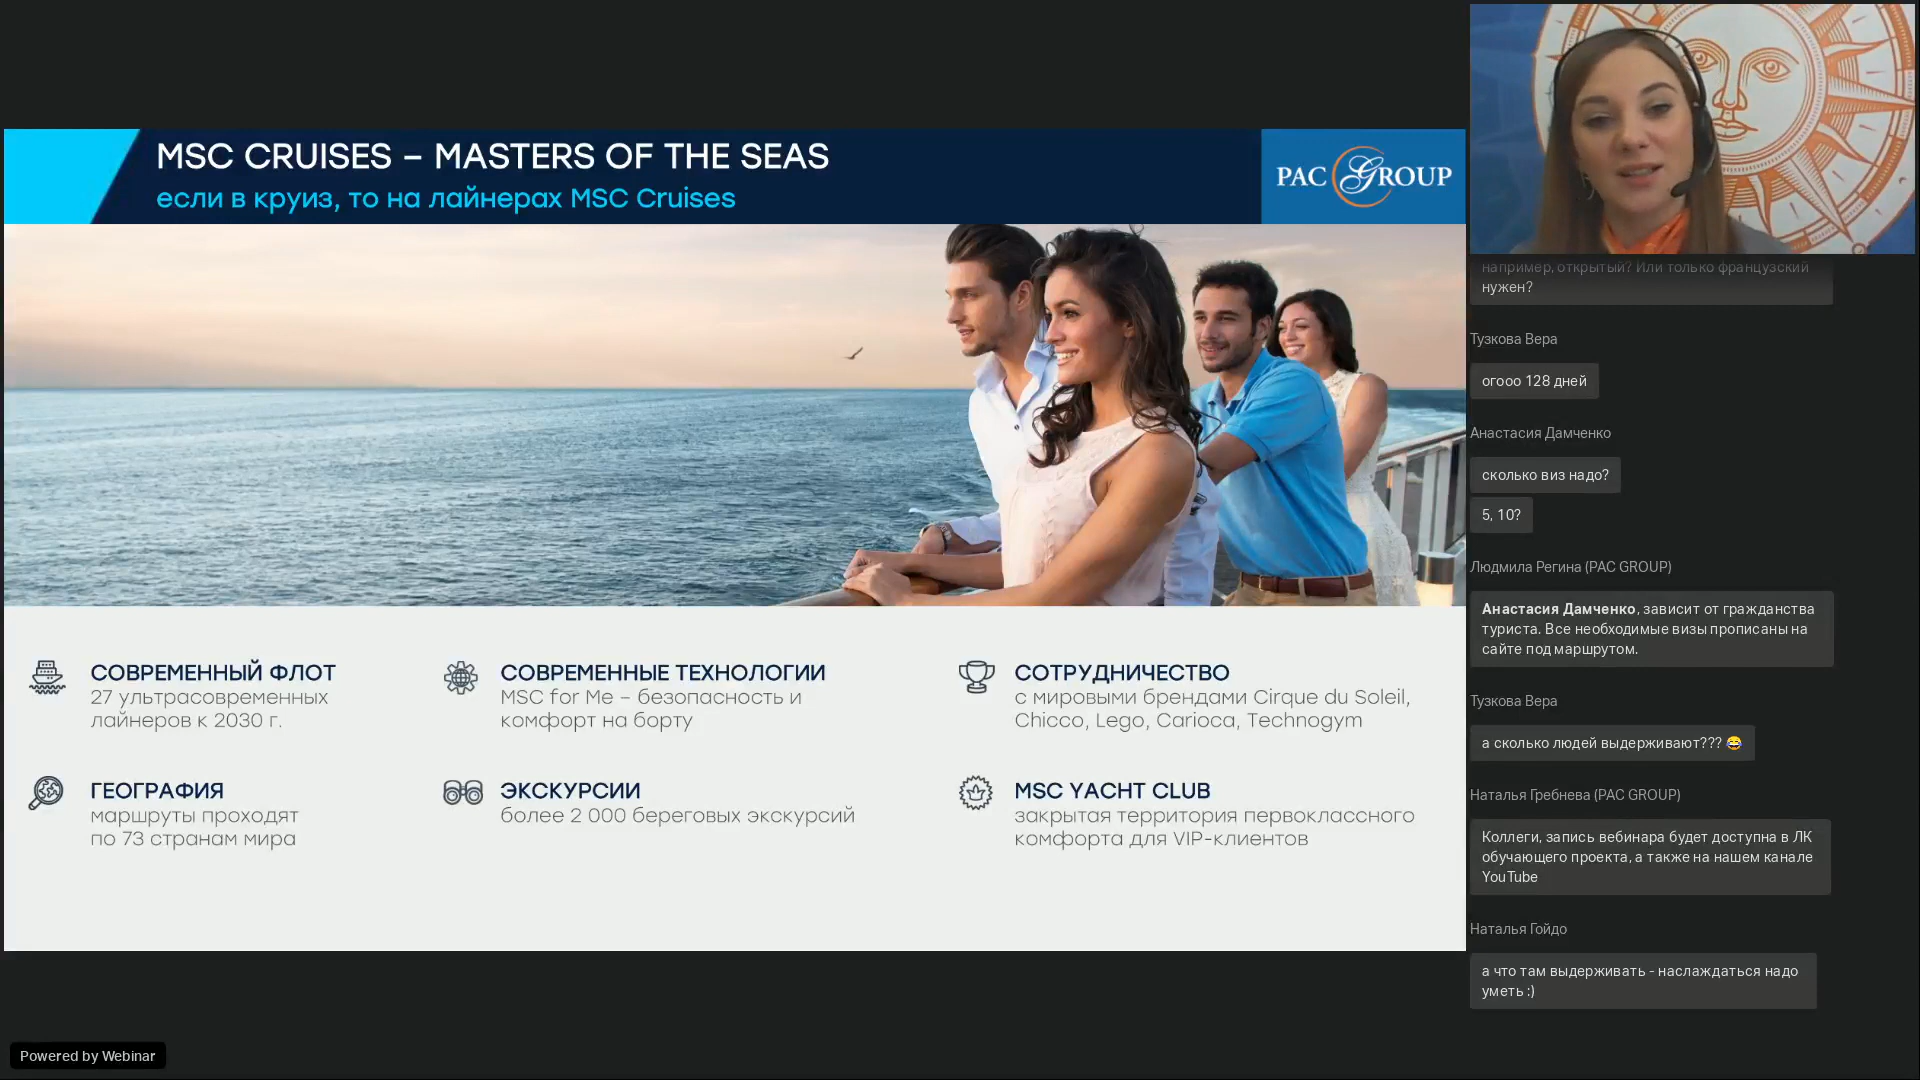 MSC CRUISES – MASTERS OF THE SEAS
если в круиз, то на лайнерах MSC Cruises
PAC GROUP
СОВРЕМЕННЫЙ ФЛОТ
27 ультрасовременных
лайнеров к 2030 г.
СОВРЕМЕННЫЕ ТЕХНОЛОГИИ
MSC for Me – безопасность и
комфорт на борту
СОТРУДНИЧЕСТВО
с мировыми брендами Cirque du Soleil,
Chicco, Lego, Carioca, Technogym
ГЕОГРАФИЯ
маршруты проходят
по 73 странам мира
ЭКСКУРСИИ
более 2 000 береговых экскурсий
MSC YACHT CLUB
закрытая территория первоклассного
комфорта для VIP-клиентов
например, открытый? Или только французский
нужен?
Тузкова Вера
огооо 128 дней
Анастасия Дамченко
сколько виз надо?
5, 10?
Людмила Регина (PAC GROUP)
Анастасия Дамченко, зависит от гражданства
туриста. Все необходимые визы прописаны на
сайте под маршрутом.
Тузкова Вера
а сколько людей выдерживают??? 😂
Наталья Гребнева (PAC GROUP)
Коллеги, запись вебинара будет доступна в ЛК
обучающего проекта, а также на нашем канале
YouTube
Наталья Гойдо
а что там выдерживать - наслаждаться надо
уметь :)
Powered by Webinar